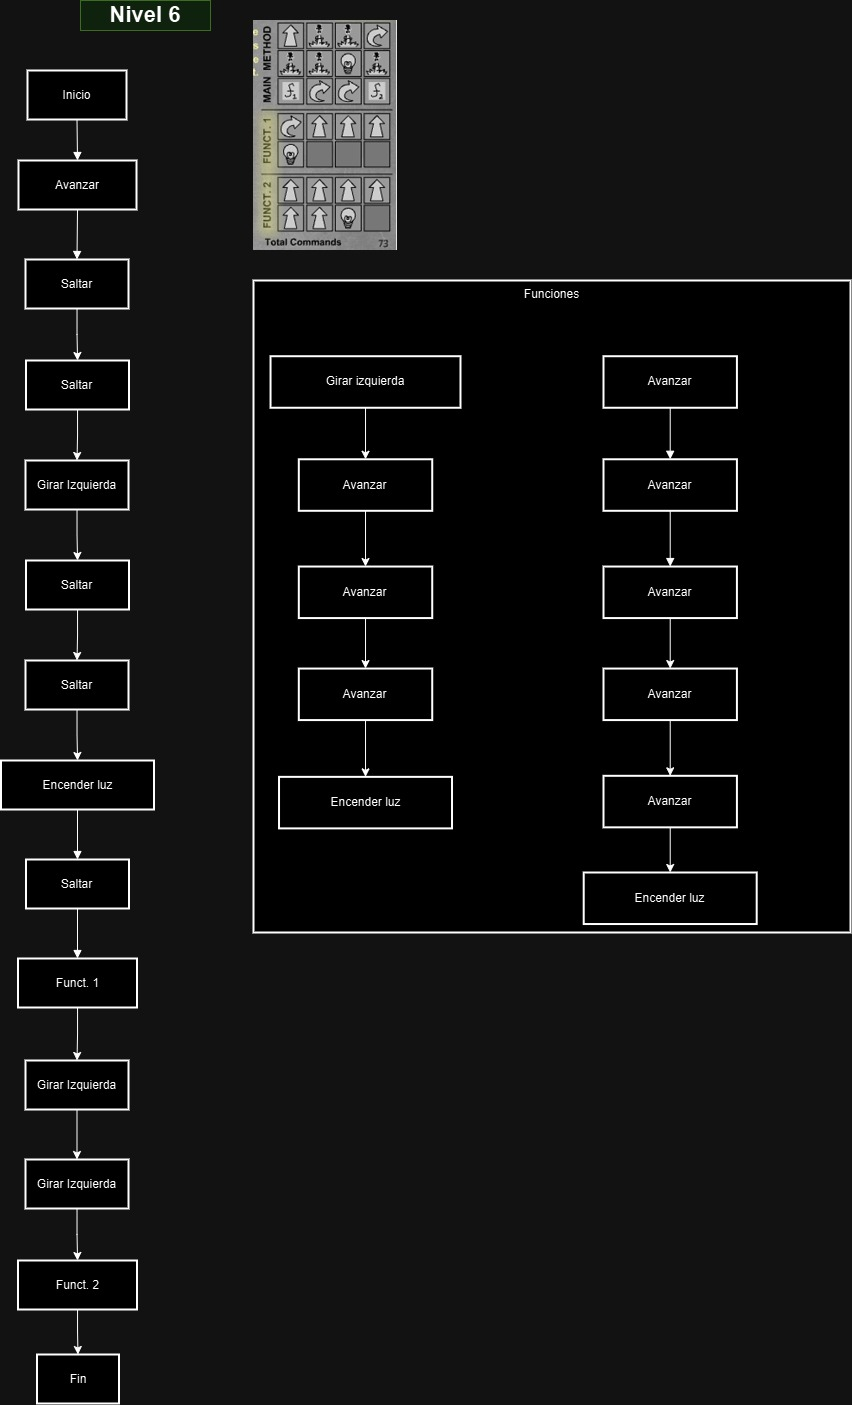 Nivel 6
Inicio
Avanzar
Saltar
Saltar
Girar Izquierda
Saltar
Saltar
Encender luz
Saltar
Funct. 1
Girar Izquierda
Girar Izquierda
Funct. 2
Fin
MAIN METHOD
f1
f2
FUNCT. 1
FUNCT. 2
Total Commands 73
Funciones
Girar izquierda
Avanzar
Avanzar
Avanzar
Encender luz
Avanzar
Avanzar
Avanzar
Avanzar
Avanzar
Encender luz